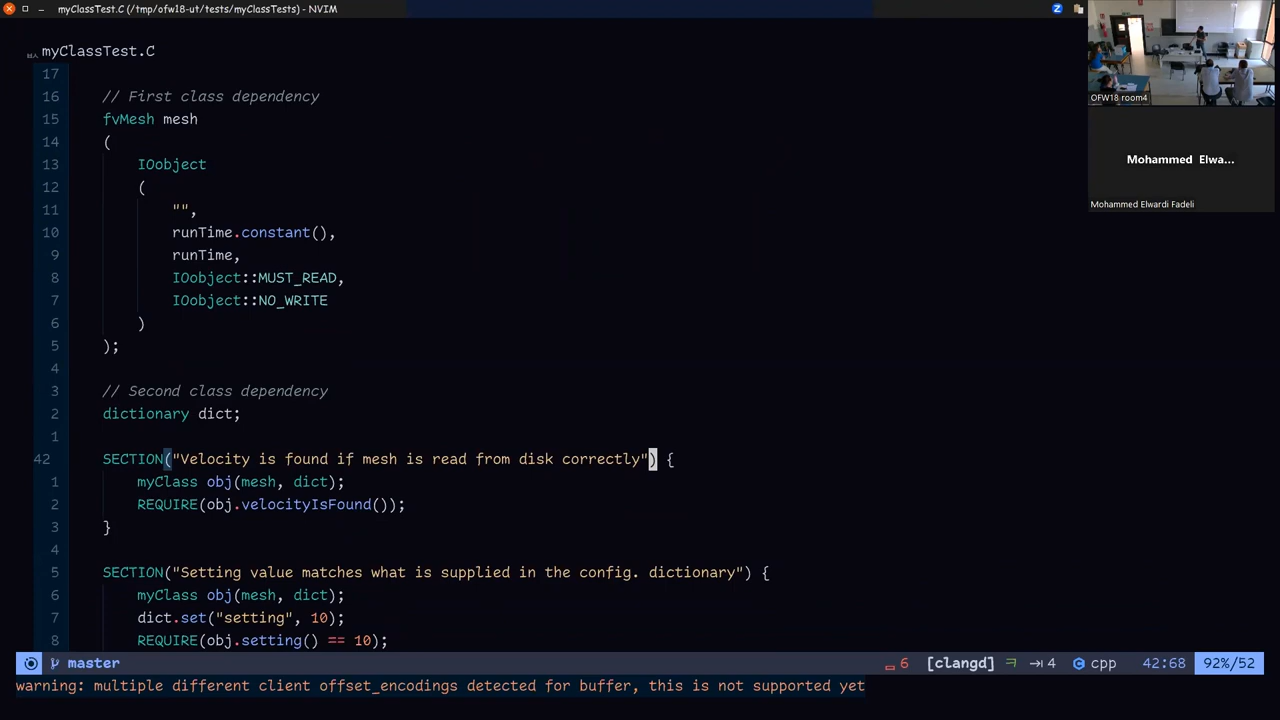 myClassTest.C (/tmp/ofw18-ut/tests/myClassTests) - NVIM
Z
myClassTest.C
17
16 // First class dependency
15 fvMesh mesh
14 (
13 IOobject
12 (
11 "",
10 runTime.constant(),
9 runTime,
8 IOobject::MUST_READ,
7 IOobject::NO_WRITE
6 )
5 );
4
3 // Second class dependency
2 dictionary dict;
1
42 SECTION("Velocity is found if mesh is read from disk correctly") {
1 myClass obj(mesh, dict);
2 REQUIRE(obj.velocityIsFound());
3 }
4
5 SECTION("Setting value matches what is supplied in the config. dictionary") {
6 myClass obj(mesh, dict);
7 dict.set("setting", 10);
8 REQUIRE(obj.setting() == 10);
master 6 [clangd] 4 cpp 42:68 92%/52
warning: multiple different client offset_encodings detected for buffer, this is not supported yet
OFW18 room4
Mohammed Elwa...
Mohammed Elwardi Fadeli